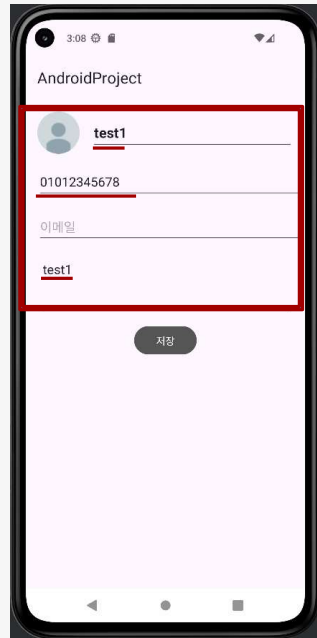 3:08
AndroidProject
test1
01012345678
이메일
test1
저장